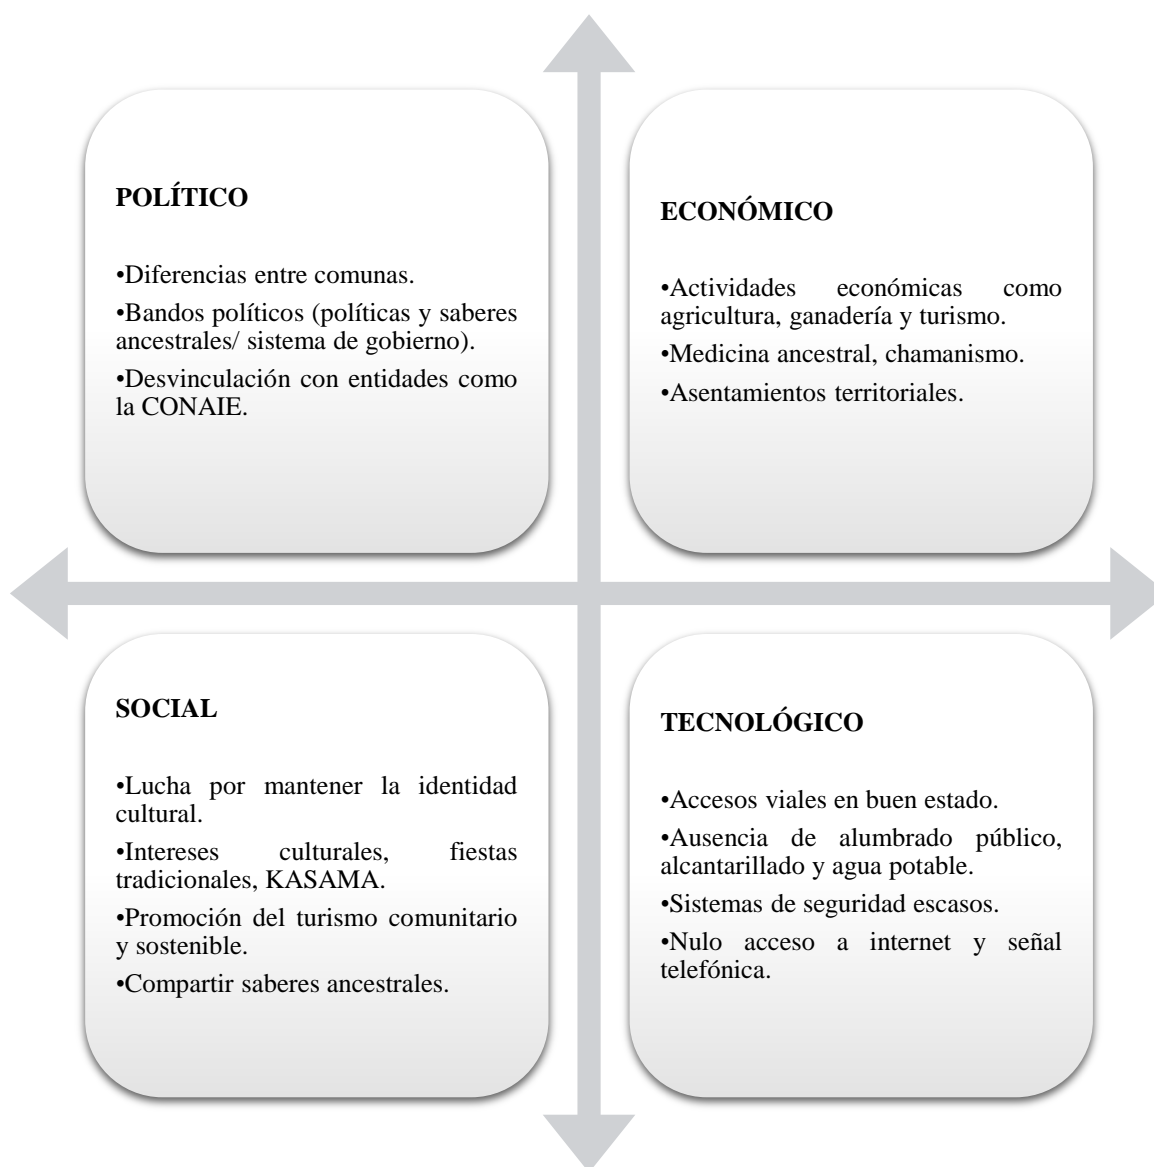 POLÍTICO
•Diferencias entre comunas.
•Bandos políticos (políticas y saberes
ancestrales/ sistema de gobierno).
•Desvinculación con entidades como
la CONAIE.
ECONÓMICO
•Actividades económicas como
agricultura, ganadería y turismo.
•Medicina ancestral, chamanismo.
•Asentamientos territoriales.
SOCIAL
•Lucha por mantener la identidad
cultural.
•Intereses culturales, fiestas
tradicionales, KASAMA.
•Promoción del turismo comunitario
y sostenible.
•Compartir saberes ancestrales.
TECNOLÓGICO
•Accesos viales en buen estado.
•Ausencia de alumbrado público,
alcantarillado y agua potable.
•Sistemas de seguridad escasos.
•Nulo acceso a internet y señal
telefónica.